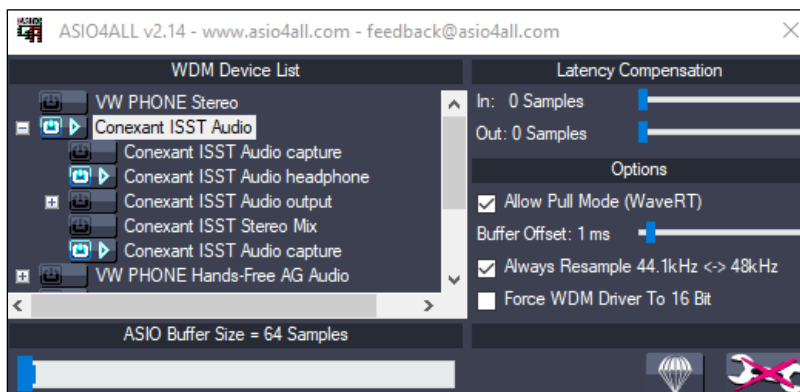 ASIO4ALL v2.14 - www.asio4all.com - feedback@asio4all.com
WDM Device List
VW PHONE Stereo
Conexant ISST Audio
Conexant ISST Audio capture
Conexant ISST Audio headphone
Conexant ISST Audio output
Conexant ISST Stereo Mix
Conexant ISST Audio capture
VW PHONE Hands-Free AG Audio
ASIO Buffer Size = 64 Samples
Latency Compensation
In: 0 Samples
Out: 0 Samples
Options
Allow Pull Mode (WaveRT)
Buffer Offset: 1 ms
Always Resample 44.1kHz <-> 48kHz
Force WDM Driver To 16 Bit